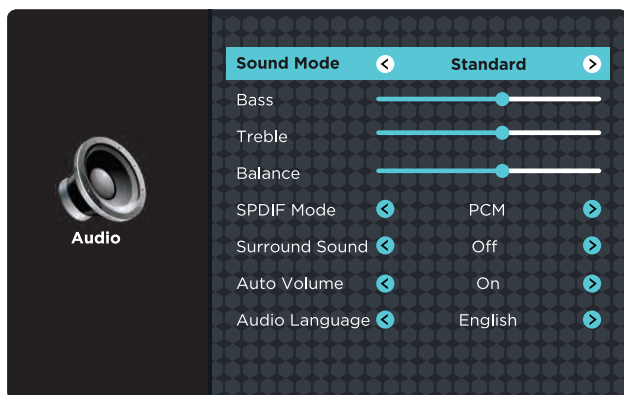 Audio
Sound Mode Standard
Bass
Treble
Balance
SPDIF Mode PCM
Surround Sound Off
Auto Volume On
Audio Language English